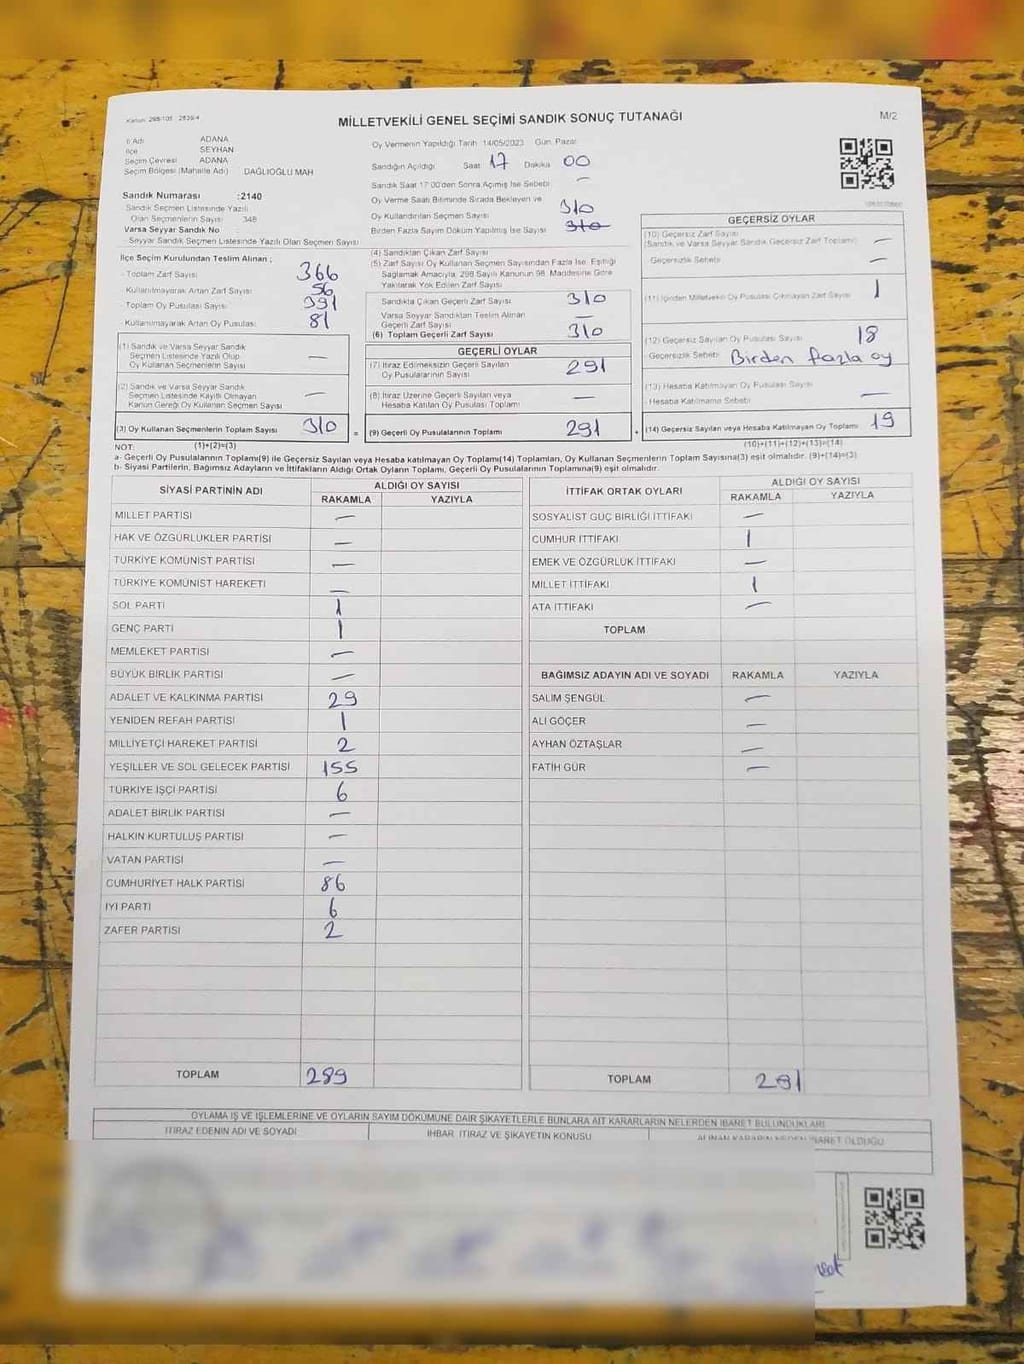 Kanun: 298/105 2839/4
MİLLETVEKİLİ GENEL SEÇİMİ SANDIK SONUÇ TUTANAĞI
M/2
İl Adı ADANA
İlçe SEYHAN
Seçim Çevresi ADANA
Seçim Bölgesi (Mahalle Adı) DAĞLIOĞLU MAH
Sandık Numarası :2140
Sandık Seçmen Listesinde Yazılı
Olan Seçmenlerin Sayısı 348
Varsa Seyyar Sandık No
Seyyar Sandık Seçmen Listesinde Yazılı Olan Seçmen Sayısı
Oy Vermenin Yapıldığı Tarih 14/05/2023 Gün Pazar
Sandığın Açıldığı Saat 17 Dakika 00
Sandık Saat 17:00'den Sonra Açılmış İse Sebebi: —
Oy Verme Saati Bitiminde Sırada Bekleyen ve
Oy Kullandırılan Seçmen Sayısı 310
Birden Fazla Sayım Döküm Yapılmış İse Sayısı 310
İlçe Seçim Kurulundan Teslim Alınan ;
- Toplam Zarf Sayısı 366
- Kullanılmayarak Artan Zarf Sayısı 56
- Toplam Oy Pusulası Sayısı 391
- Kullanılmayarak Artan Oy Pusulası: 81
(1) Sandık ve Varsa Seyyar Sandık
Seçmen Listesinde Yazılı Olup
Oy Kullanan Seçmen Sayısı —
(2) Sandık ve Varsa Seyyar Sandık
Seçmen Listesinde Kayıtlı Olmayan
Kanun Gereği Oy Kullanan Seçmen Sayısı —
(3) Oy Kullanan Seçmenlerin Toplam Sayısı 310
(4) Sandıktan Çıkan Zarf Sayısı
(5) Zarf Sayısı Oy Kullanan Seçmen Sayısından Fazla İse, Eşitliği
Sağlamak Amacıyla, 298 Sayılı Kanunun 98. Maddesine Göre
Yakılarak Yok Edilen Zarf Sayısı
Sandıkta Çıkan Geçerli Zarf Sayısı 310
Varsa Seyyar Sandıktan Teslim Alınan
Geçerli Zarf Sayısı —
(6) Toplam Geçerli Zarf Sayısı 310
GEÇERLİ OYLAR
(7) İtiraz Edilmeksizin Geçerli Sayılan
Oy Pusulalarının Sayısı 291
(8) İtiraz Üzerine Geçerli Sayılan veya
Hesaba Katılan Oy Pusulası Toplamı —
= (9) Geçerli Oy Pusulalarının Toplamı 291
GEÇERSİZ OYLAR
(10) Geçersiz Zarf Sayısı
(Sandık ve Varsa Seyyar Sandık Geçersiz Zarf Toplamı) —
-Geçersizlik Sebebi —
(11) İçinden Milletvekili Oy Pusulası Çıkmayan Zarf Sayısı 1
(12) Geçersiz Sayılan Oy Pusulası Sayısı 18
- Geçersizlik Sebebi Birden fazla oy
(13) Hesaba Katılmayan Oy Pusulası Sayısı
- Hesaba Katılmama Sebebi —
+ (14) Geçersiz Sayılan veya Hesaba Katılmayan Oy Toplamı 19
NOT: (1)+(2)=(3)
(10)+(11)+(12)+(13)=(14)
a- Geçerli Oy Pusulalarının Toplamı(9) ile Geçersiz Sayılan veya Hesaba katılmayan Oy Toplamı(14) Toplamları, Oy Kullanan Seçmenlerin Toplam Sayısına(3) eşit olmalıdır. (9)+(14)=(3)
b- Siyasi Partilerin, Bağımsız Adayların ve İttifakların Aldığı Ortak Oyların Toplamı, Geçerli Oy Pusulalarının Toplamına(9) eşit olmalıdır.
SİYASİ PARTİNİN ADI
ALDIĞI OY SAYISI
RAKAMLA YAZIYLA
MİLLET PARTİSİ —
HAK VE ÖZGÜRLÜKLER PARTİSİ —
TÜRKİYE KOMÜNİST PARTİSİ —
TÜRKİYE KOMÜNİST HAREKETİ —
SOL PARTİ 1
GENÇ PARTİ 1
MEMLEKET PARTİSİ —
BÜYÜK BİRLİK PARTİSİ —
ADALET VE KALKINMA PARTİSİ 29
YENİDEN REFAH PARTİSİ 1
MİLLİYETÇİ HAREKET PARTİSİ 2
YEŞİLLER VE SOL GELECEK PARTİSİ 155
TÜRKİYE İŞÇİ PARTİSİ 6
ADALET BİRLİK PARTİSİ —
HALKIN KURTULUŞ PARTİSİ —
VATAN PARTİSİ —
CUMHURİYET HALK PARTİSİ 86
İYİ PARTİ 6
ZAFER PARTİSİ 2
TOPLAM 289
İTTİFAK ORTAK OYLARI
ALDIĞI OY SAYISI
RAKAMLA YAZIYLA
SOSYALİST GÜÇ BİRLİĞİ İTTİFAKI —
CUMHUR İTTİFAKI 1
EMEK VE ÖZGÜRLÜK İTTİFAKI —
MİLLET İTTİFAKI 1
ATA İTTİFAKI —
TOPLAM
BAĞIMSIZ ADAYIN ADI VE SOYADI RAKAMLA YAZIYLA
SALİM ŞENGÜL —
ALİ GÖÇER —
AYHAN ÖZTAŞLAR —
FATİH GÜR —
TOPLAM 291
OYLAMA İŞ VE İŞLEMLERİNE VE OYLARIN SAYIM DÖKÜMÜNE DAİR ŞİKAYETLERLE BUNLARA AİT KARARLARIN NELERDEN İBARET BULUNDUKLARI
İTİRAZ EDENİN ADI VE SOYADI
İHBAR İTİRAZ VE ŞİKAYETİN KONUSU
ALINAN KARARIN NEDEN İBARET OLDUĞU